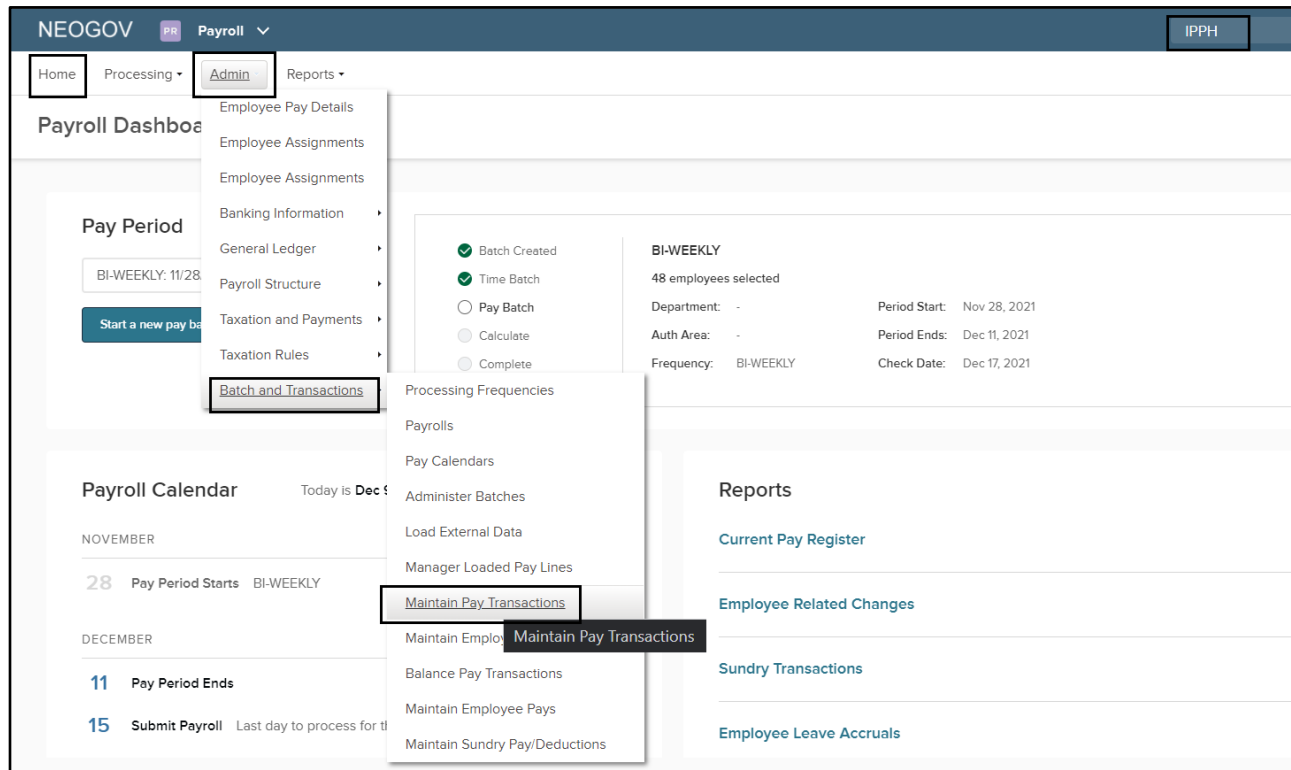 NEOGOV PR Payroll IPPH
Home Processing Admin Reports
Employee Pay Details
Payroll Dashboa
Employee Assignments
Employee Assignments
Banking Information
General Ledger
Payroll Structure
Taxation and Payments
Taxation Rules
Batch and Transactions
Pay Period
BI-WEEKLY: 11/28
Start a new pay ba
Batch Created
Time Batch
Pay Batch
Calculate
Complete
BI-WEEKLY
48 employees selected
Department: - Period Start: Nov 28, 2021
Auth Area: - Period Ends: Dec 11, 2021
Frequency: BI-WEEKLY Check Date: Dec 17, 2021
Processing Frequencies
Payrolls
Pay Calendars
Administer Batches
Load External Data
Manager Loaded Pay Lines
Maintain Pay Transactions
Maintain Employ
Maintain Pay Transactions
Balance Pay Transactions
Maintain Employee Pays
Maintain Sundry Pay/Deductions
Payroll Calendar Today is Dec 9
NOVEMBER
28 Pay Period Starts BI-WEEKLY
DECEMBER
11 Pay Period Ends
15 Submit Payroll Last day to process for th
Reports
Current Pay Register
Employee Related Changes
Sundry Transactions
Employee Leave Accruals